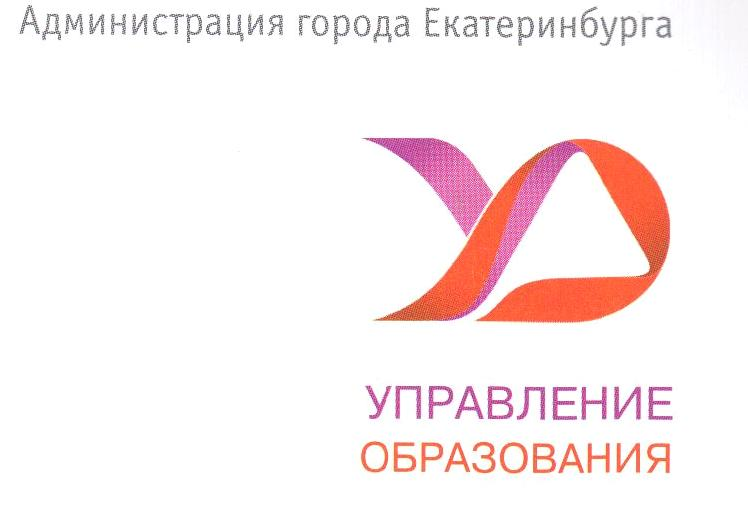 Администрация города Екатеринбурга
УПРАВЛЕНИЕ
ОБРАЗОВАНИЯ